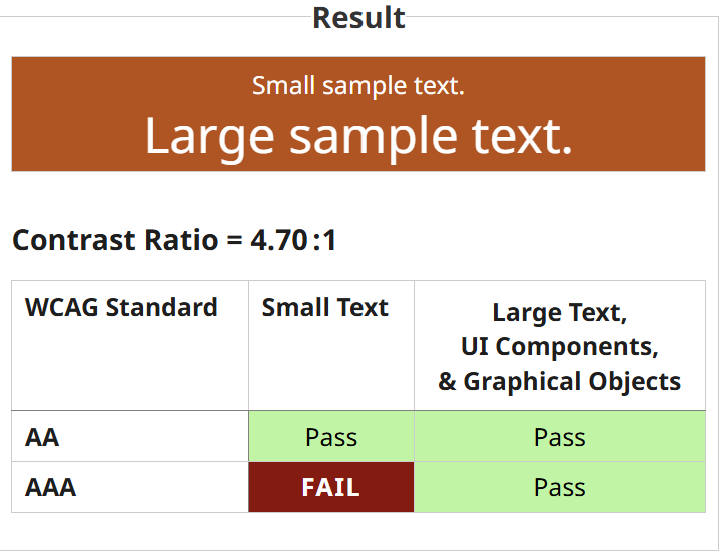 Result
Small sample text.
Large sample text.
Contrast Ratio = 4.70:1
WCAG Standard Small Text Large Text,
UI Components,
& Graphical Objects
AA Pass Pass
AAA FAIL Pass